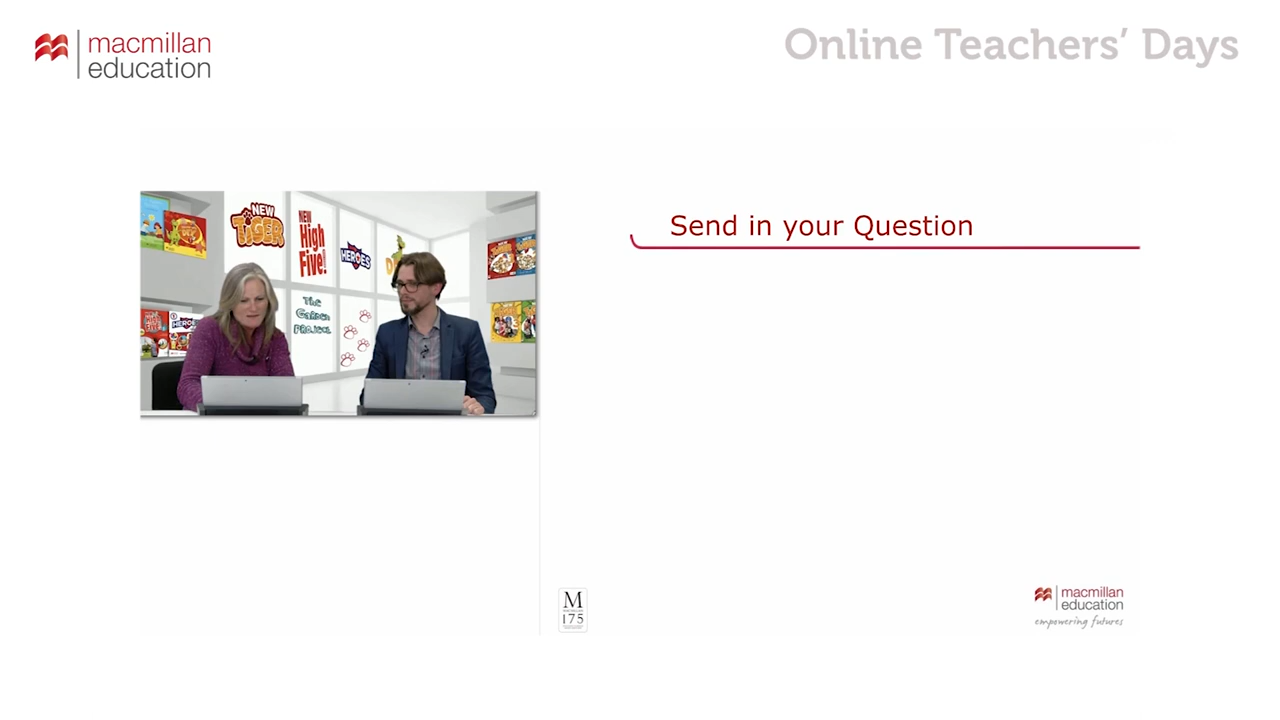 macmillan
education
Online Teachers' Days
NEW
TIGER
NEW
High
Five!
HEROES
The
Garden
PROJECT
Send in your Question
M
175
macmillan
education
empowering futures